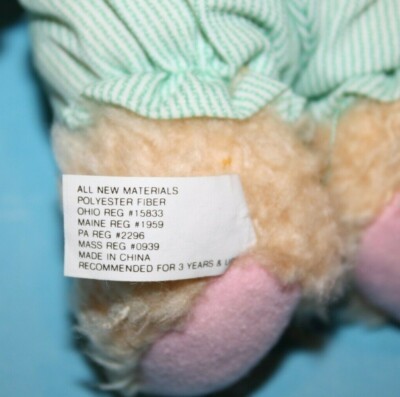 ALL NEW MATERIALS
POLYESTER FIBER
OHIO REG #15833
MAINE REG #1959
PA REG #2296
MASS REG #0939
MADE IN CHINA
RECOMMENDED FOR 3 YEARS &